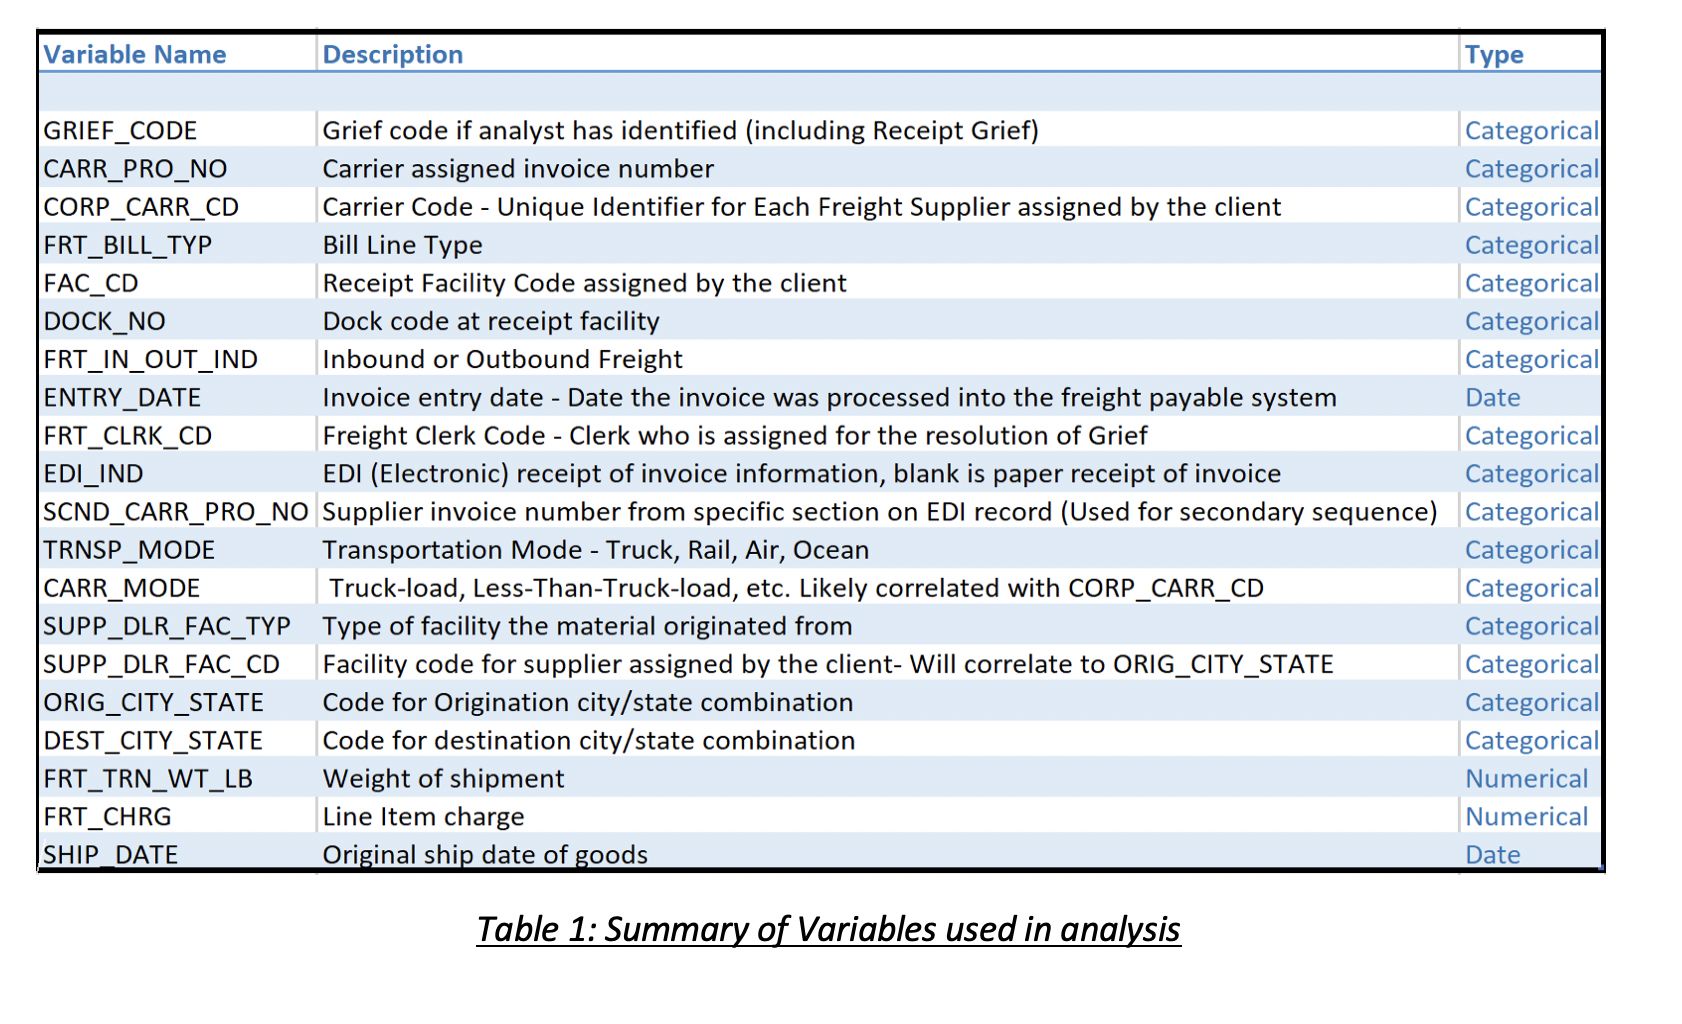 Variable Name Description Type
GRIEF_CODE Grief code if analyst has identified (including Receipt Grief) Categorical
CARR_PRO_NO Carrier assigned invoice number Categorical
CORP_CARR_CD Carrier Code - Unique Identifier for Each Freight Supplier assigned by the client Categorical
FRT_BILL_TYP Bill Line Type Categorical
FAC_CD Receipt Facility Code assigned by the client Categorical
DOCK_NO Dock code at receipt facility Categorical
FRT_IN_OUT_IND Inbound or Outbound Freight Categorical
ENTRY_DATE Invoice entry date - Date the invoice was processed into the freight payable system Date
FRT_CLRK_CD Freight Clerk Code - Clerk who is assigned for the resolution of Grief Categorical
EDI_IND EDI (Electronic) receipt of invoice information, blank is paper receipt of invoice Categorical
SCND_CARR_PRO_NO Supplier invoice number from specific section on EDI record (Used for secondary sequence) Categorical
TRNSP_MODE Transportation Mode - Truck, Rail, Air, Ocean Categorical
CARR_MODE Truck-load, Less-Than-Truck-load, etc. Likely correlated with CORP_CARR_CD Categorical
SUPP_DLR_FAC_TYP Type of facility the material originated from Categorical
SUPP_DLR_FAC_CD Facility code for supplier assigned by the client- Will correlate to ORIG_CITY_STATE Categorical
ORIG_CITY_STATE Code for Origination city/state combination Categorical
DEST_CITY_STATE Code for destination city/state combination Categorical
FRT_TRN_WT_LB Weight of shipment Numerical
FRT_CHRG Line Item charge Numerical
SHIP_DATE Original ship date of goods Date
Table 1: Summary of Variables used in analysis